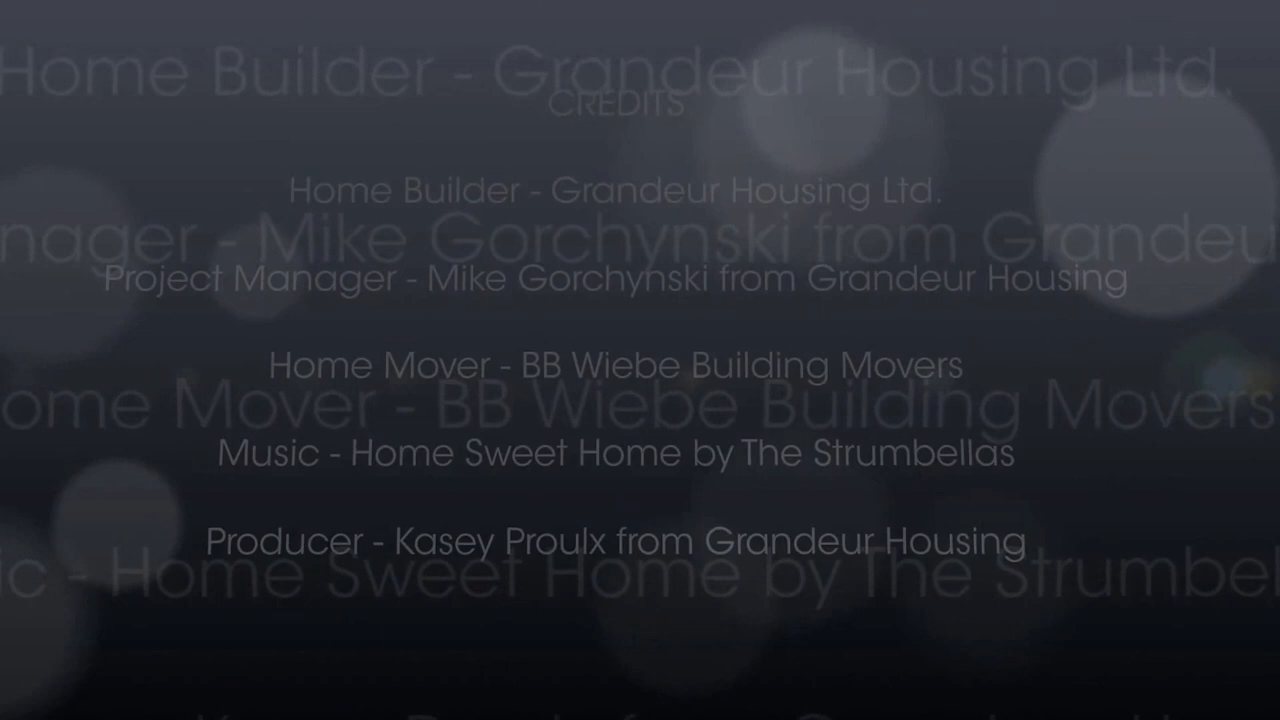 Home Builder - Grandeur Housing Ltd.
CREDITS
Home Builder - Grandeur Housing Ltd.
nager - Mike Gorchynski from Grandeu
Project Manager - Mike Gorchynski from Grandeur Housing
Home Mover - BB Wiebe Building Movers
ome Mover - BB Wiebe Building Movers
Music - Home Sweet Home by The Strumbellas
Producer - Kasey Proulx from Grandeur Housing
ic - Home Sweet Home by The Strumbel